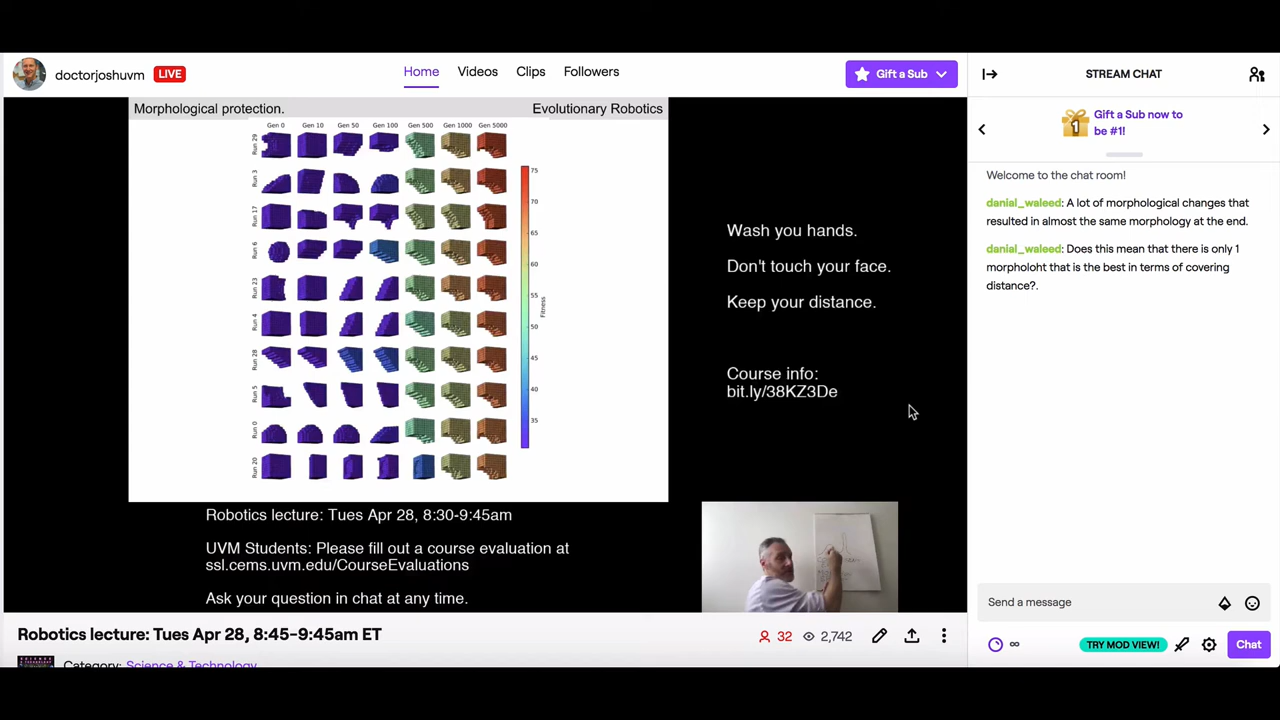 doctorjoshuvm LIVE
Home Videos Clips Followers
Gift a Sub
Morphological protection. Evolutionary Robotics
Gen 0 Gen 10 Gen 50 Gen 100 Gen 500 Gen 1000 Gen 5000
Run 29
Run 3
Run 17
Run 6
Run 23
Run 4
Run 28
Run 5
Run 0
Run 20
75
70
65
60
55
50
45
40
35
Fitness
Wash you hands.
Don't touch your face.
Keep your distance.
Course info:
bit.ly/38KZ3De
Robotics lecture: Tues Apr 28, 8:30-9:45am
UVM Students: Please fill out a course evaluation at
ssl.cems.uvm.edu/CourseEvaluations
Ask your question in chat at any time.
Robotics lecture: Tues Apr 28, 8:45-9:45am ET
32 2,742
Category: Science & Technology
STREAM CHAT
1
Gift a Sub now to
be #1!
Welcome to the chat room!
danial_waleed: A lot of morphological changes that
resulted in almost the same morphology at the end.
danial_waleed: Does this mean that there is only 1
morpholoht that is the best in terms of covering
distance?.
Send a message
∞
TRY MOD VIEW!
Chat